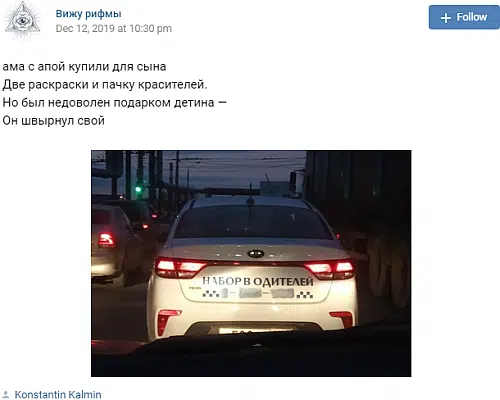 Вижу рифмы
Dec 12, 2019 at 10:30 pm
+ Follow
ама с апой купили для сына
Две раскраски и пачку красителей.
Но был недоволен подарком детина —
Он швырнул свой
KIA
НАБОР В ОДИТЕЛЕЙ
Konstantin Kalmin